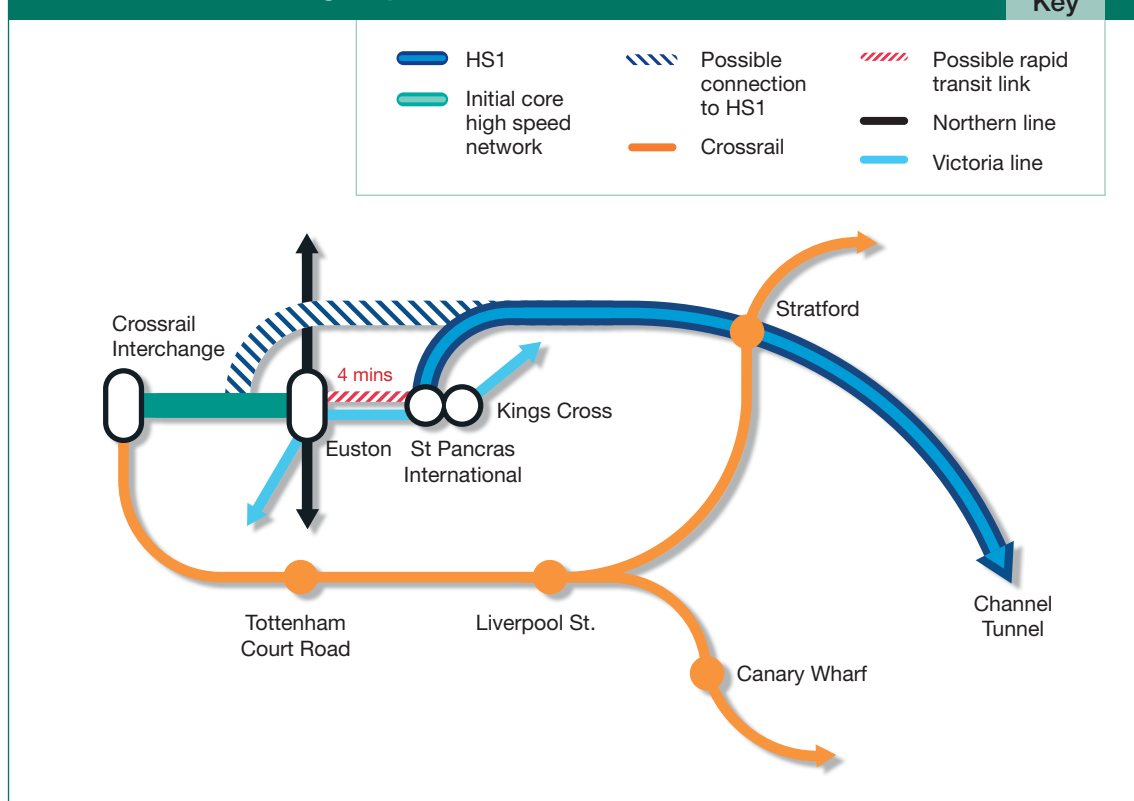 Key
HS1
Initial core
high speed
network
Possible
connection
to HS1
Crossrail
Possible rapid
transit link
Northern line
Victoria line
Crossrail
Interchange
4 mins
Euston
St Pancras
International
Kings Cross
Stratford
Tottenham
Court Road
Liverpool St.
Canary Wharf
Channel
Tunnel